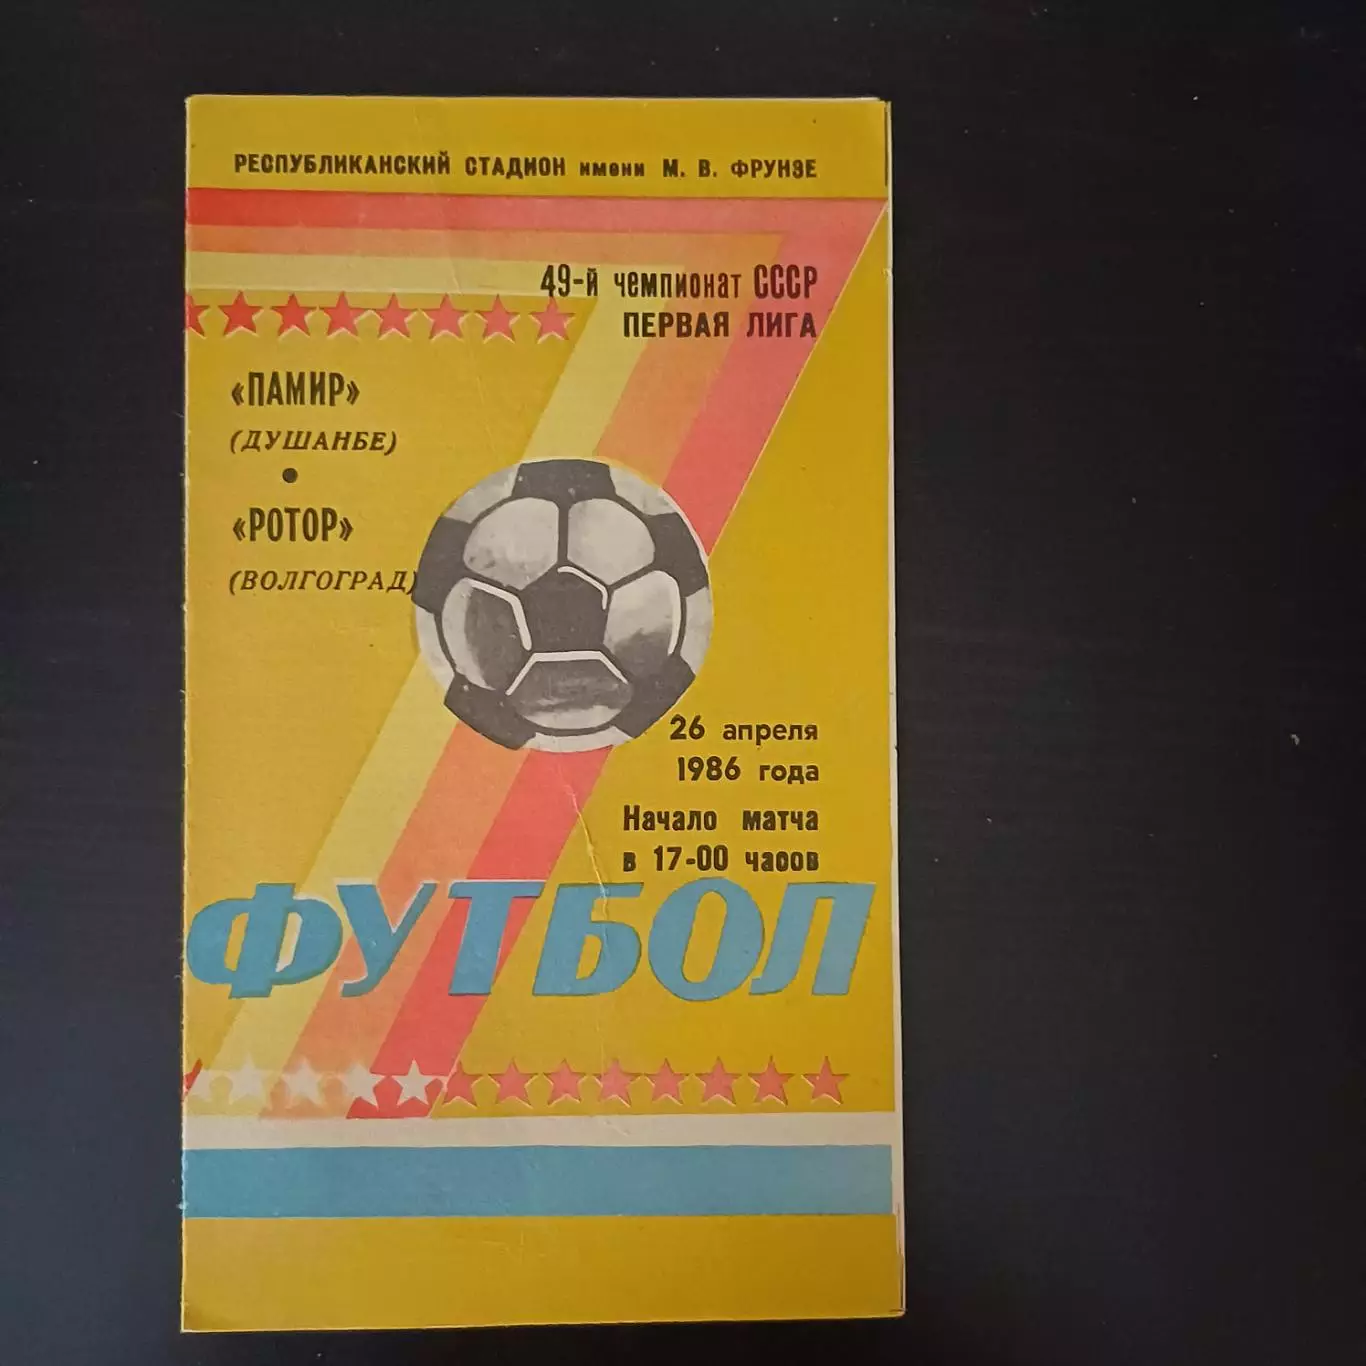 РЕСПУБЛИКАНСКИЙ СТАДИОН имени М. В. ФРУНЗЕ
49-й чемпионат СССР
ПЕРВАЯ ЛИГА
«ПАМИР»
(ДУШАНБЕ)
•
«РОТОР»
(ВОЛГОГРАД)
26 апреля
1986 года
Начало матча
в 17-00 часов
ФУТБОЛ